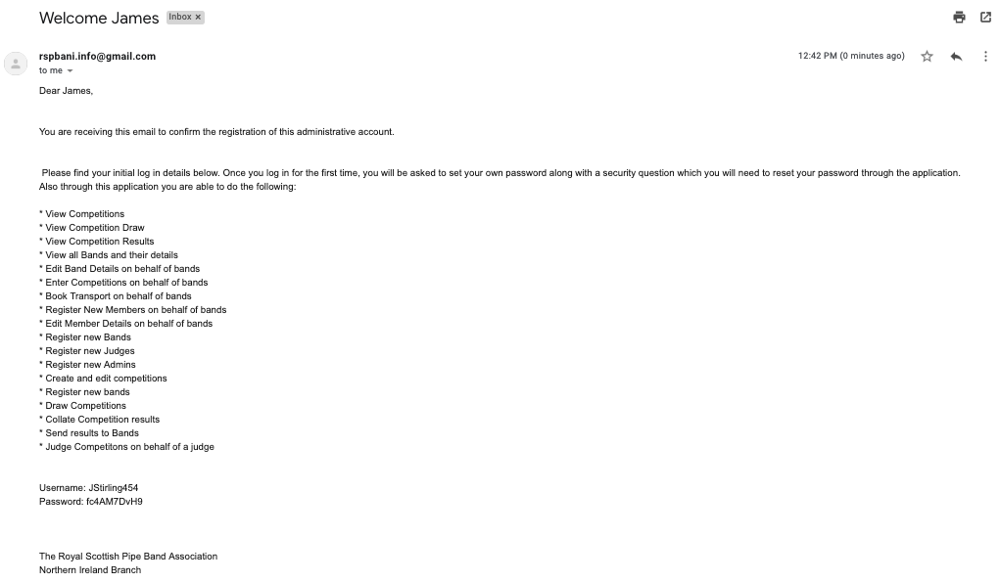 Welcome James Inbox ×
rspbani.info@gmail.com
12:42 PM (0 minutes ago)
to me
Dear James,
You are receiving this email to confirm the registration of this administrative account.
Please find your initial log in details below. Once you log in for the first time, you will be asked to set your own password along with a security question which you will need to reset your password through the application.
Also through this application you are able to do the following:
* View Competitions
* View Competition Draw
* View Competition Results
* View all Bands and their details
* Edit Band Details on behalf of bands
* Enter Competitions on behalf of bands
* Book Transport on behalf of bands
* Register New Members on behalf of bands
* Edit Member Details on behalf of bands
* Register new Bands
* Register new Judges
* Register new Admins
* Create and edit competitions
* Register new bands
* Draw Competitions
* Collate Competition results
* Send results to Bands
* Judge Competitons on behalf of a judge
Username: JStirling454
Password: fc4AM7DvH9
The Royal Scottish Pipe Band Association
Northern Ireland Branch